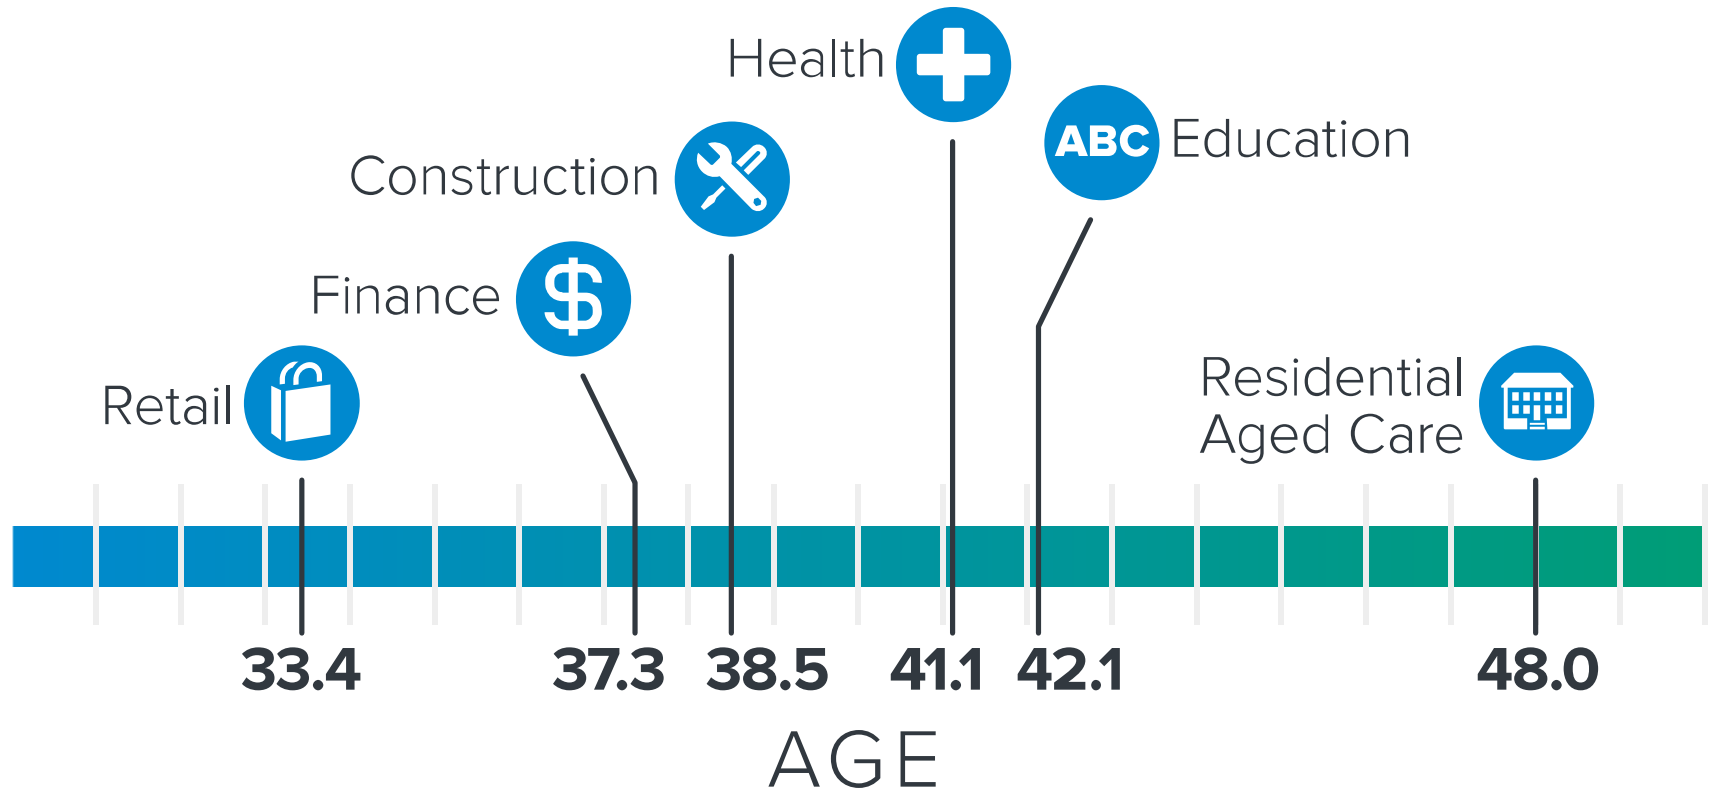 Health
ABC Education
Construction
Finance
$
Retail
Residential
Aged Care
33.4 37.3 38.5 41.1 42.1 48.0
AGE